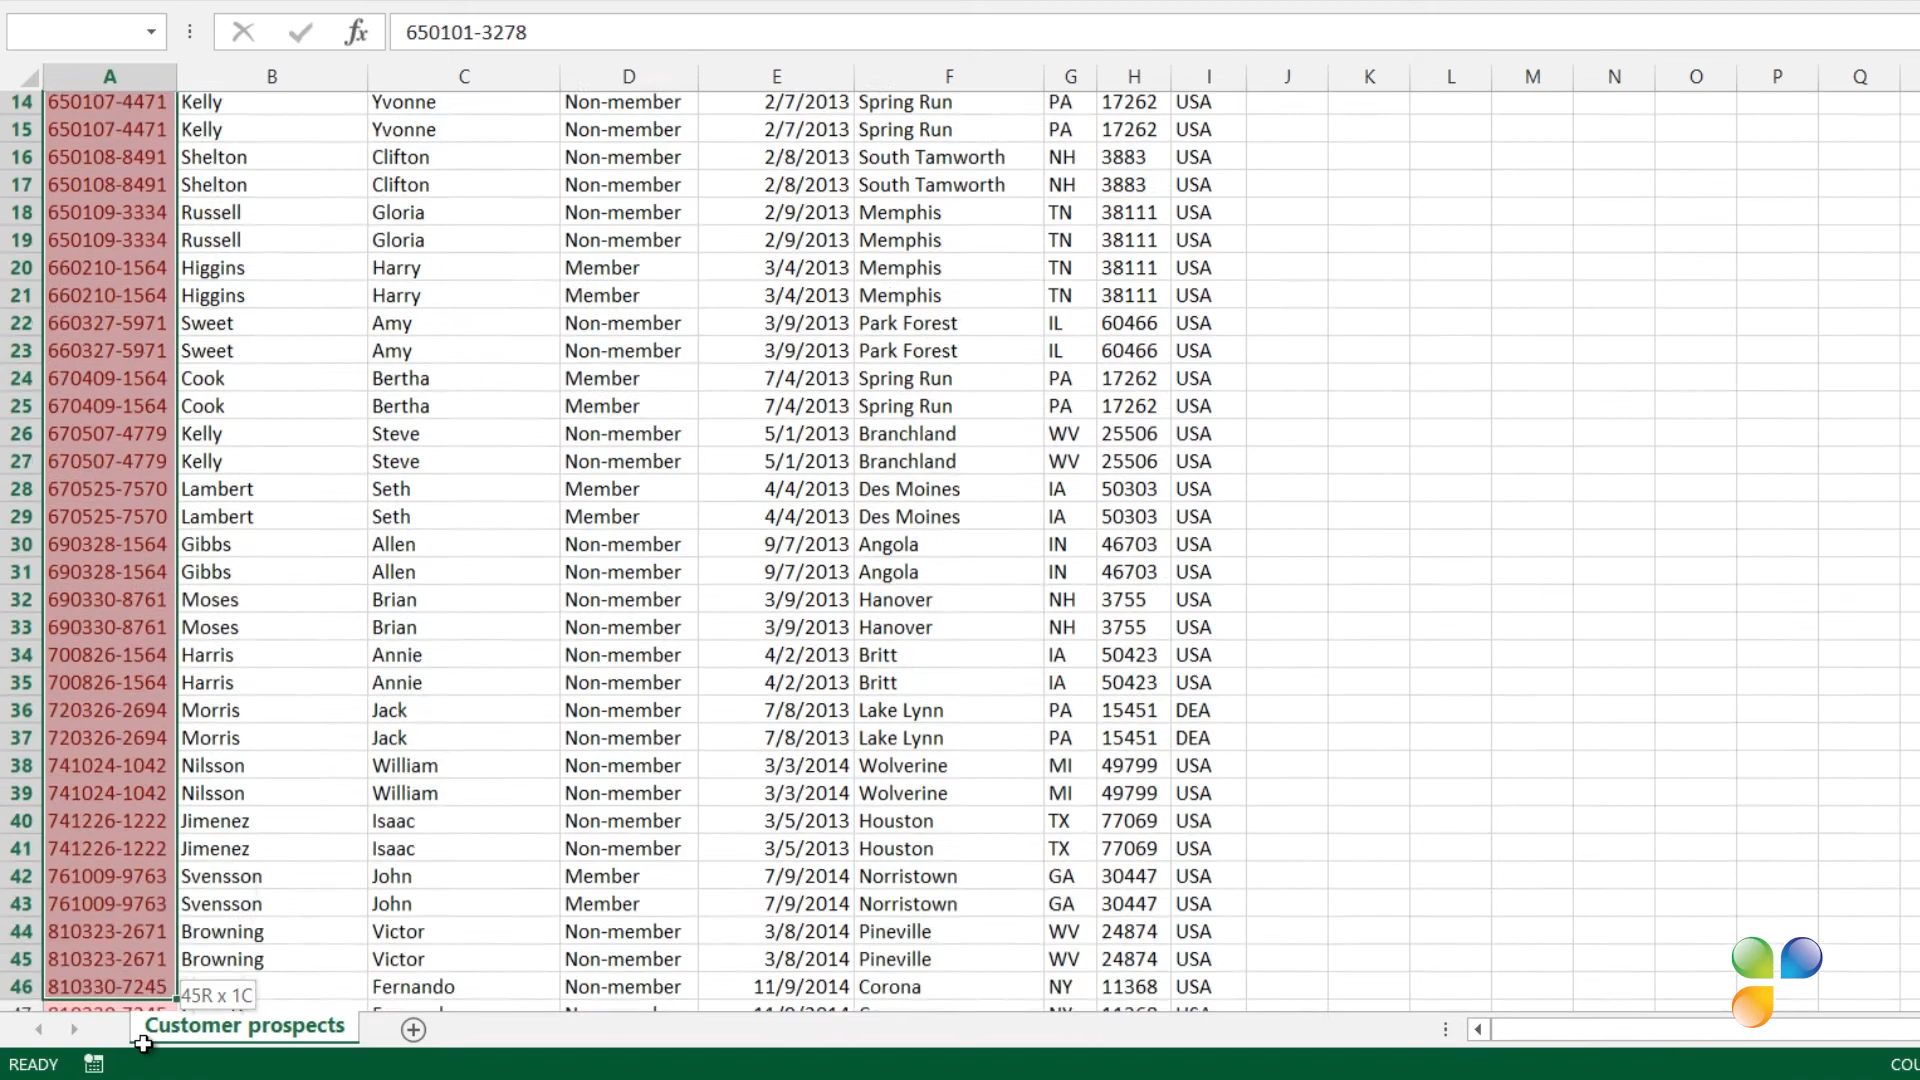 fx 650101-3278
A B C D E F G H I J K L M N O P Q
14 650107-4471 Kelly Yvonne Non-member 2/7/2013 Spring Run PA 17262 USA
15 650107-4471 Kelly Yvonne Non-member 2/7/2013 Spring Run PA 17262 USA
16 650108-8491 Shelton Clifton Non-member 2/8/2013 South Tamworth NH 3883 USA
17 650108-8491 Shelton Clifton Non-member 2/8/2013 South Tamworth NH 3883 USA
18 650109-3334 Russell Gloria Non-member 2/9/2013 Memphis TN 38111 USA
19 650109-3334 Russell Gloria Non-member 2/9/2013 Memphis TN 38111 USA
20 660210-1564 Higgins Harry Member 3/4/2013 Memphis TN 38111 USA
21 660210-1564 Higgins Harry Member 3/4/2013 Memphis TN 38111 USA
22 660327-5971 Sweet Amy Non-member 3/9/2013 Park Forest IL 60466 USA
23 660327-5971 Sweet Amy Non-member 3/9/2013 Park Forest IL 60466 USA
24 670409-1564 Cook Bertha Member 7/4/2013 Spring Run PA 17262 USA
25 670409-1564 Cook Bertha Member 7/4/2013 Spring Run PA 17262 USA
26 670507-4779 Kelly Steve Non-member 5/1/2013 Branchland WV 25506 USA
27 670507-4779 Kelly Steve Non-member 5/1/2013 Branchland WV 25506 USA
28 670525-7570 Lambert Seth Member 4/4/2013 Des Moines IA 50303 USA
29 670525-7570 Lambert Seth Member 4/4/2013 Des Moines IA 50303 USA
30 690328-1564 Gibbs Allen Non-member 9/7/2013 Angola IN 46703 USA
31 690328-1564 Gibbs Allen Non-member 9/7/2013 Angola IN 46703 USA
32 690330-8761 Moses Brian Non-member 3/9/2013 Hanover NH 3755 USA
33 690330-8761 Moses Brian Non-member 3/9/2013 Hanover NH 3755 USA
34 700826-1564 Harris Annie Non-member 4/2/2013 Britt IA 50423 USA
35 700826-1564 Harris Annie Non-member 4/2/2013 Britt IA 50423 USA
36 720326-2694 Morris Jack Non-member 7/8/2013 Lake Lynn PA 15451 DEA
37 720326-2694 Morris Jack Non-member 7/8/2013 Lake Lynn PA 15451 DEA
38 741024-1042 Nilsson William Non-member 3/3/2014 Wolverine MI 49799 USA
39 741024-1042 Nilsson William Non-member 3/3/2014 Wolverine MI 49799 USA
40 741226-1222 Jimenez Isaac Non-member 3/5/2013 Houston TX 77069 USA
41 741226-1222 Jimenez Isaac Non-member 3/5/2013 Houston TX 77069 USA
42 761009-9763 Svensson John Member 7/9/2014 Norristown GA 30447 USA
43 761009-9763 Svensson John Member 7/9/2014 Norristown GA 30447 USA
44 810323-2671 Browning Victor Non-member 3/8/2014 Pineville WV 24874 USA
45 810323-2671 Browning Victor Non-member 3/8/2014 Pineville WV 24874 USA
46 810330-7245 45R x 1C Fernando Non-member 11/9/2014 Corona NY 11368 USA
Customer prospects
READY COU